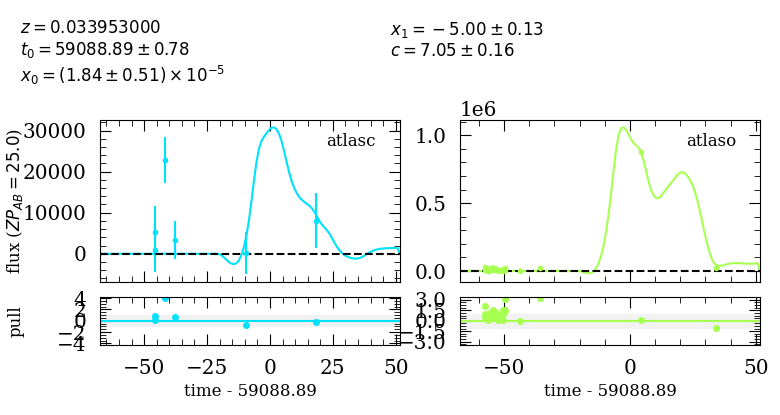 z = 0.033953000
t₀ = 59088.89 ± 0.78
x₀ = (1.84 ± 0.51) × 10⁻⁵
x₁ = −5.00 ± 0.13
c = 7.05 ± 0.16
flux (ZP_AB = 25.0)
30000
20000
10000
0
atlasc
1e6
1.0
0.5
0.0
atlaso
pull
4
2
0
−2
−4
−50
−25
0
25
50
time - 59088.89
3.0
1.5
0.0
−1.5
−3.0
−50
0
50
time - 59088.89